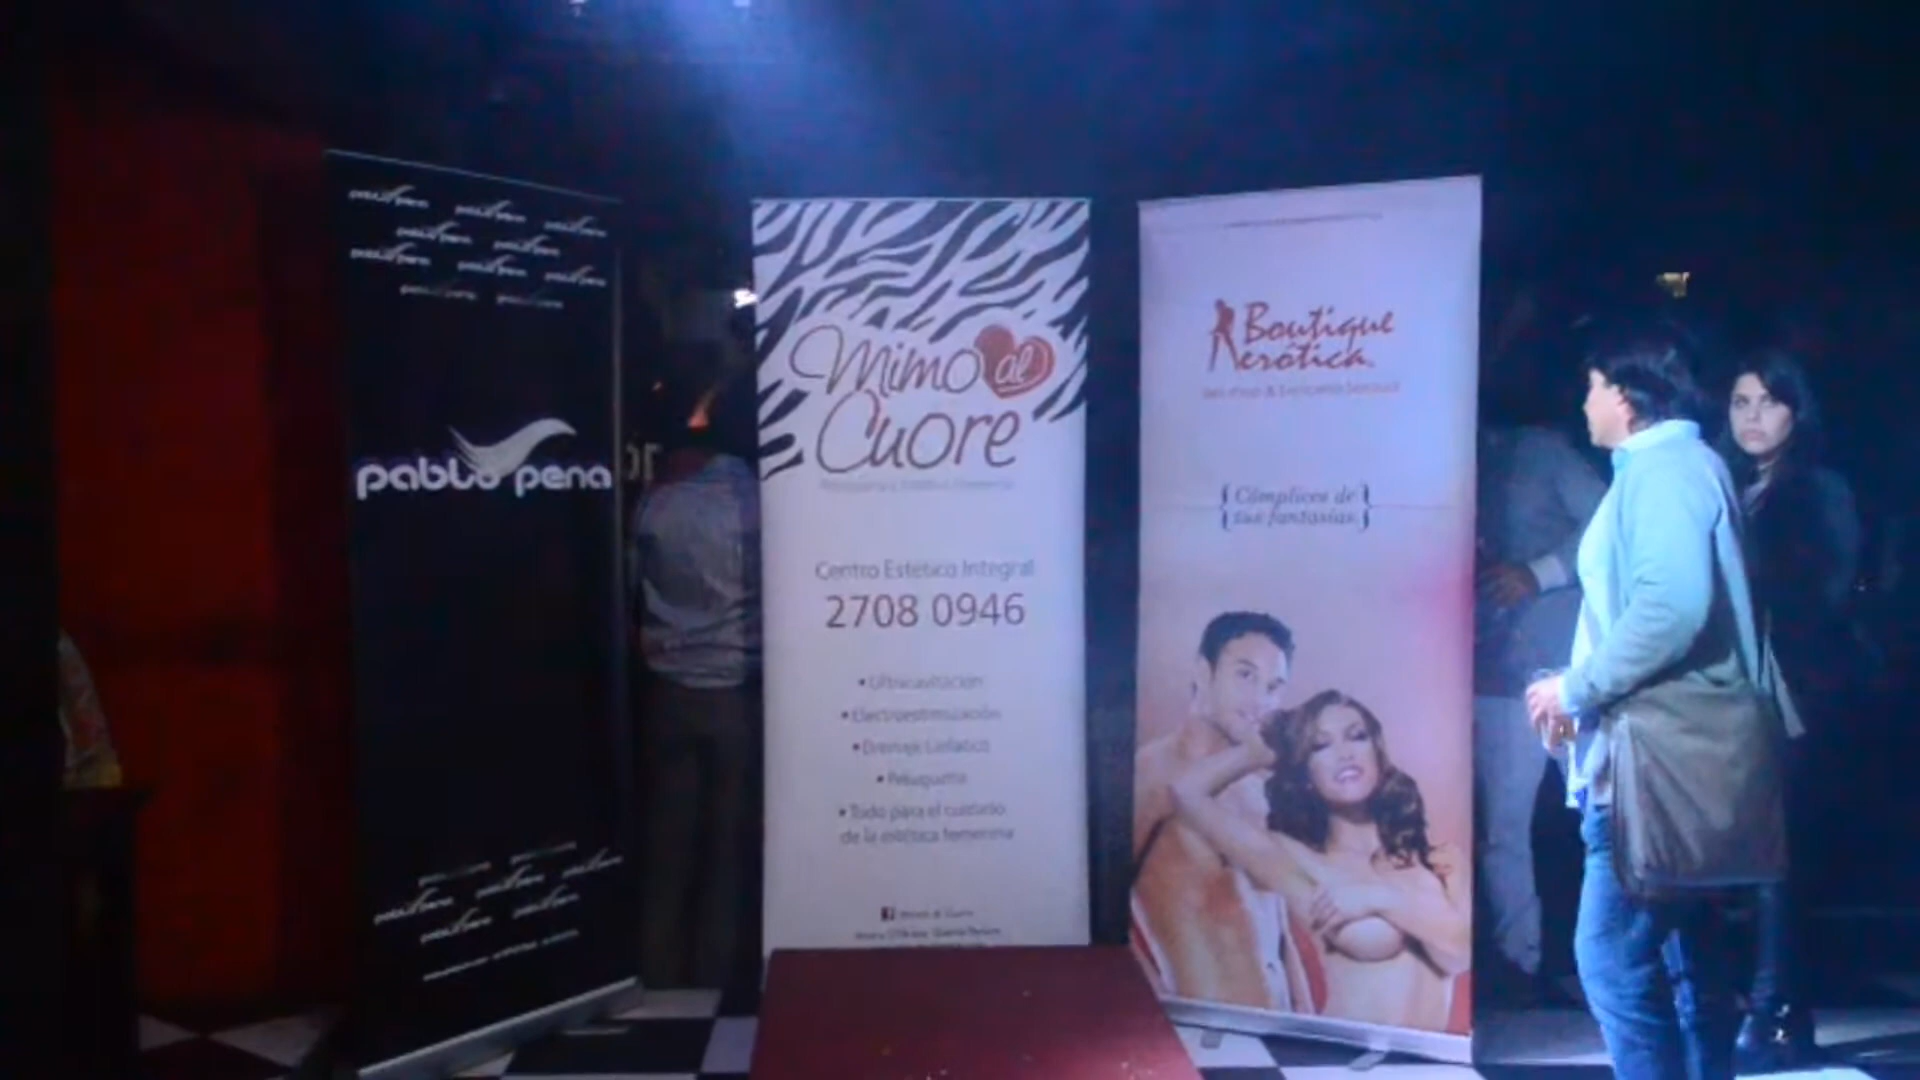 pablo pena
Mimo al
Cuore
Centro Estético Integral
2708 0946
• Ultracavitación
• Electroestimulación
• Drenaje Linfático
• Peluquería
• Todo para el cuidado
de la estética femenina
Boutique
erótica
{ Cómplices de }
{ tus fantasías }